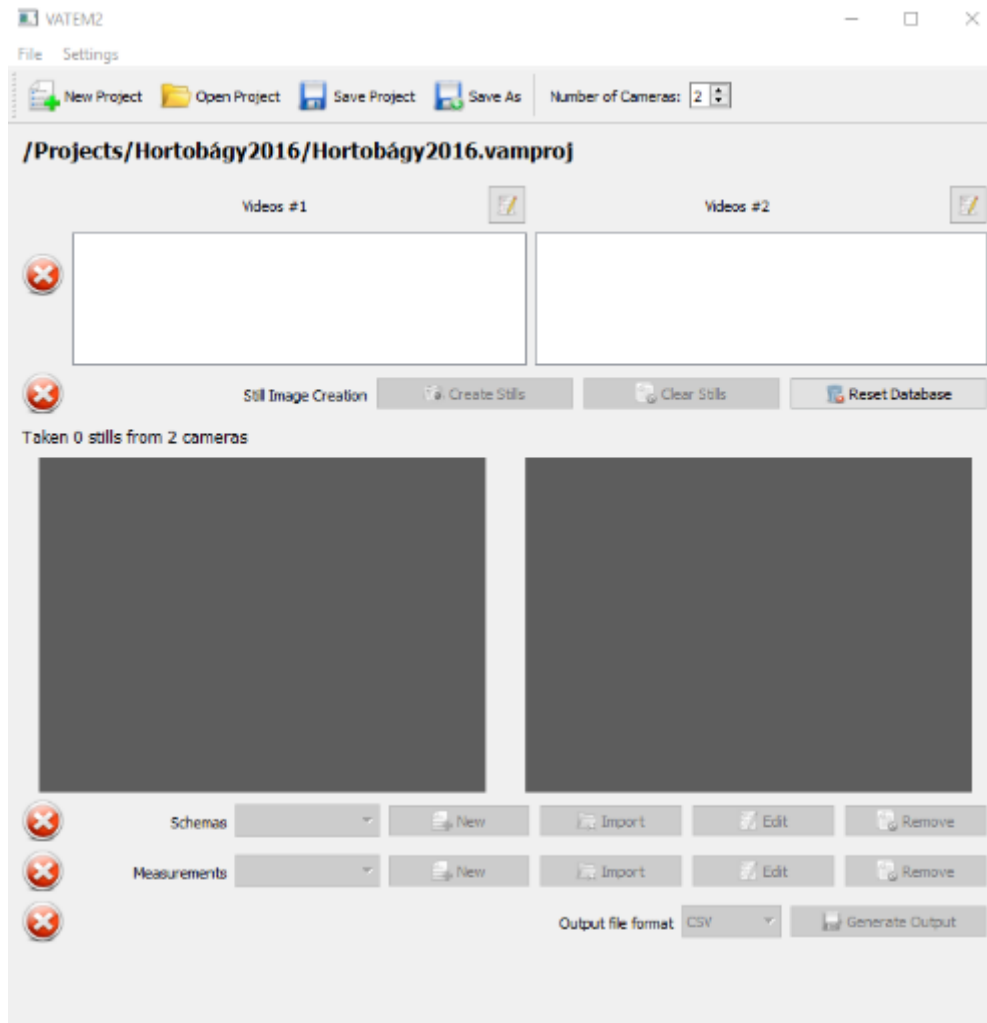 VATEM2
File Settings
New Project Open Project Save Project Save As Number of Cameras: 2
/Projects/Hortobágy2016/Hortobágy2016.vamproj
Videos #1 Videos #2
Still Image Creation Create Stills Clear Stills Reset Database
Taken 0 stills from 2 cameras
Schemas New Import Edit Remove
Measurements New Import Edit Remove
Output file format CSV Generate Output